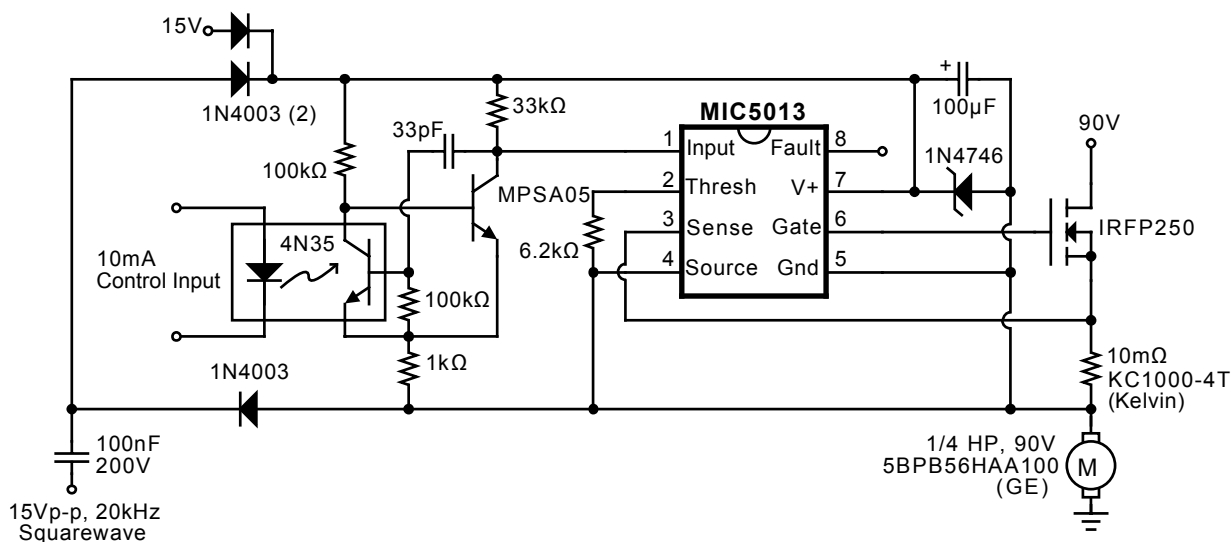 15V
1N4003 (2)
100kΩ
33pF
33kΩ
MPSA05
10mA
Control Input
4N35
100kΩ
1kΩ
1N4003
100nF
200V
15Vp-p, 20kHz
Squarewave
6.2kΩ
MIC5013
1 Input Fault 8
2 Thresh V+ 7
3 Sense Gate 6
4 Source Gnd 5
+
100µF
1N4746
90V
IRFP250
10mΩ
KC1000-4T
(Kelvin)
1/4 HP, 90V
5BPB56HAA100
(GE)
M